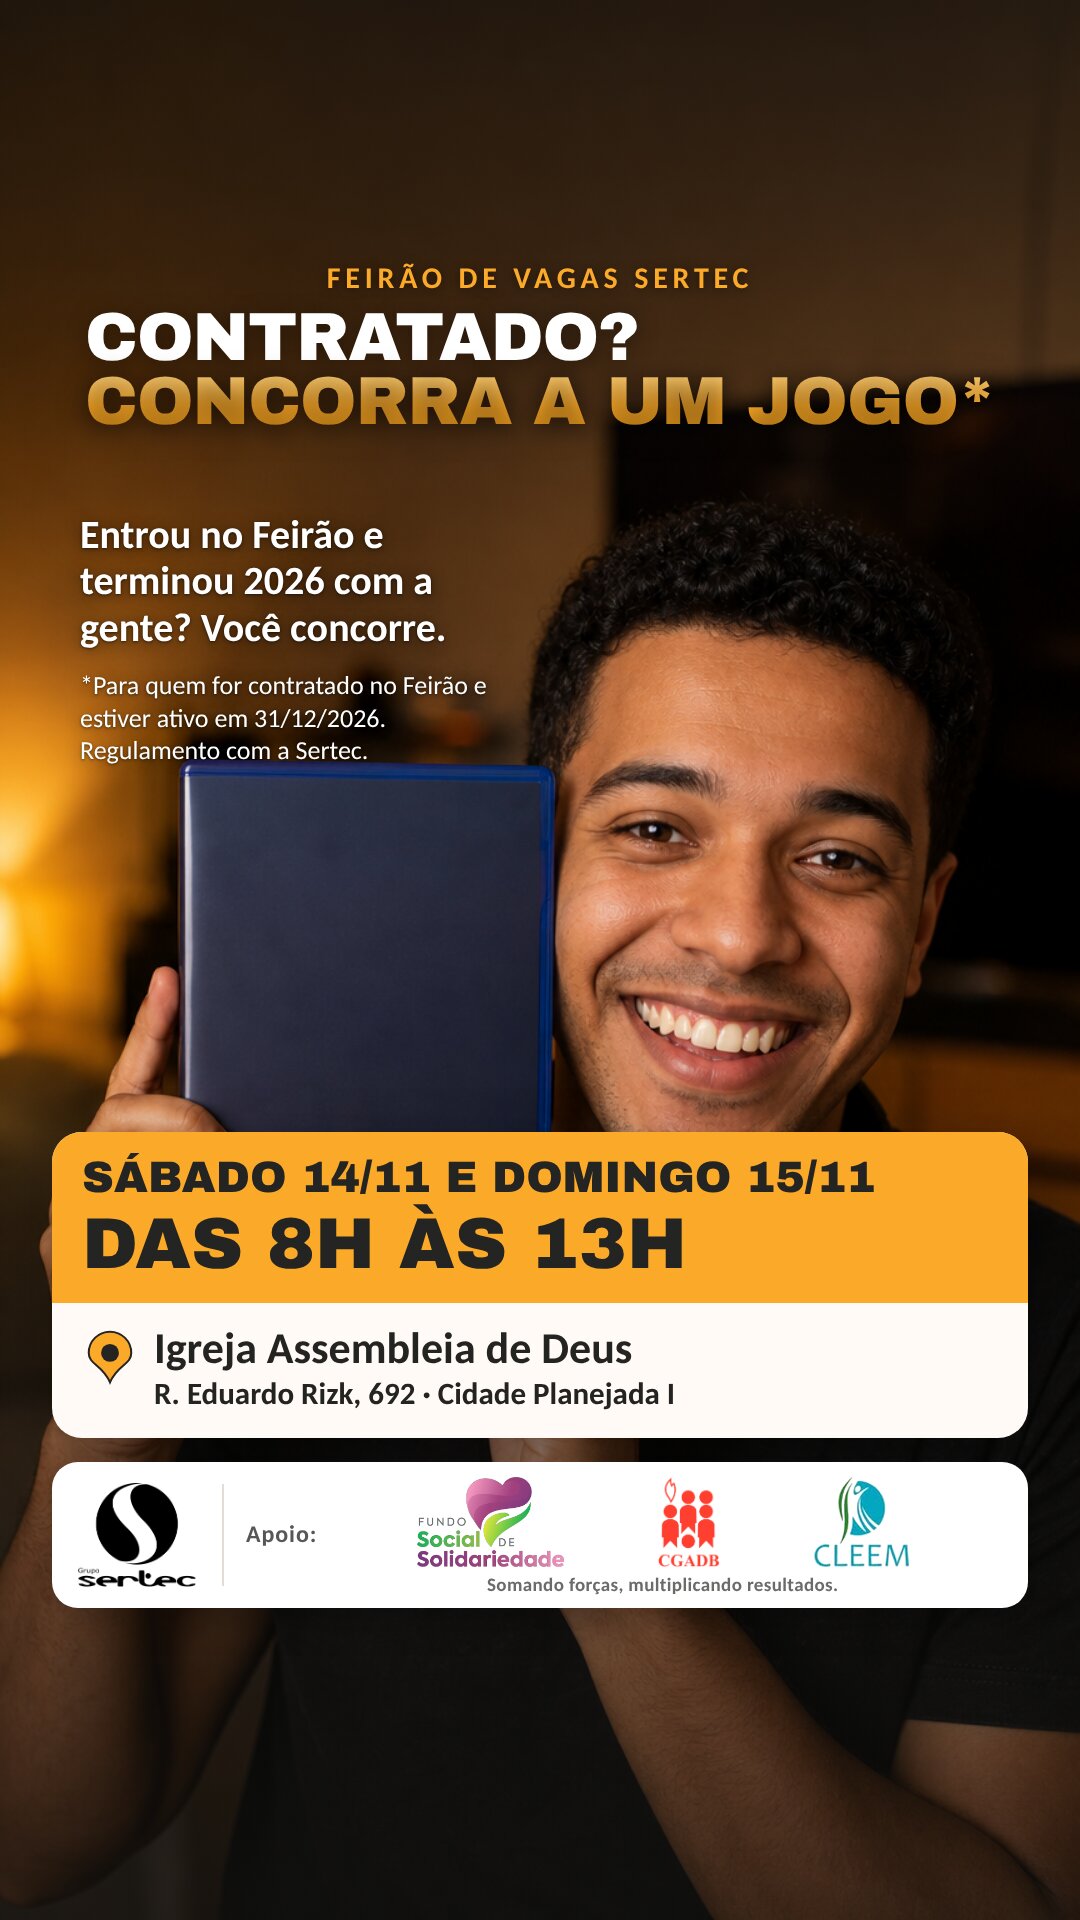 FEIRÃO DE VAGAS SERTEC
CONTRATADO?
CONCORRA A UM JOGO*
Entrou no Feirão e
terminou 2026 com a
gente? Você concorre.
*Para quem for contratado no Feirão e
estiver ativo em 31/12/2026.
Regulamento com a Sertec.
SÁBADO 14/11 E DOMINGO 15/11
DAS 8H ÀS 13H
Igreja Assembleia de Deus
R. Eduardo Rizk, 692 · Cidade Planejada I
Grupo
sertec
Apoio:
FUNDO
Social DE
Solidariedade
CGADB
CLEEM
Somando forças, multiplicando resultados.